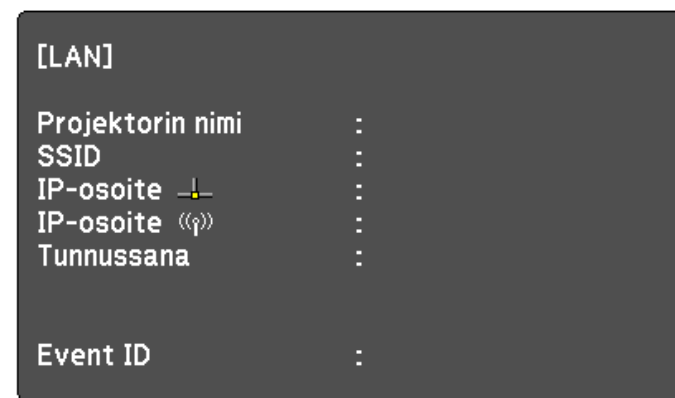 [LAN]
Projektorin nimi :
SSID :
IP-osoite :
IP-osoite :
Tunnussana :
Event ID :